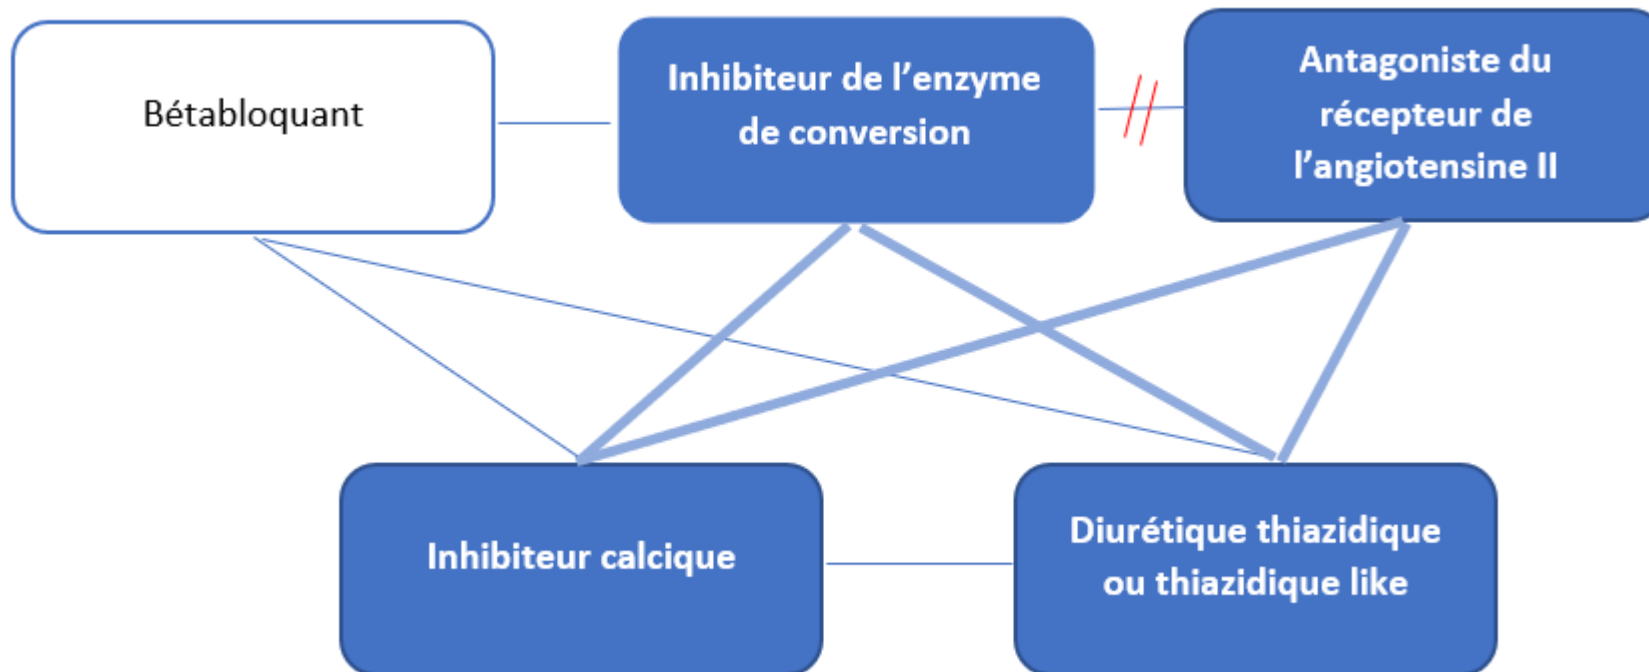 Bétabloquant
Inhibiteur de l’enzyme
de conversion
Antagoniste du
récepteur de
l’angiotensine II
Inhibiteur calcique
Diurétique thiazidique
ou thiazidique like